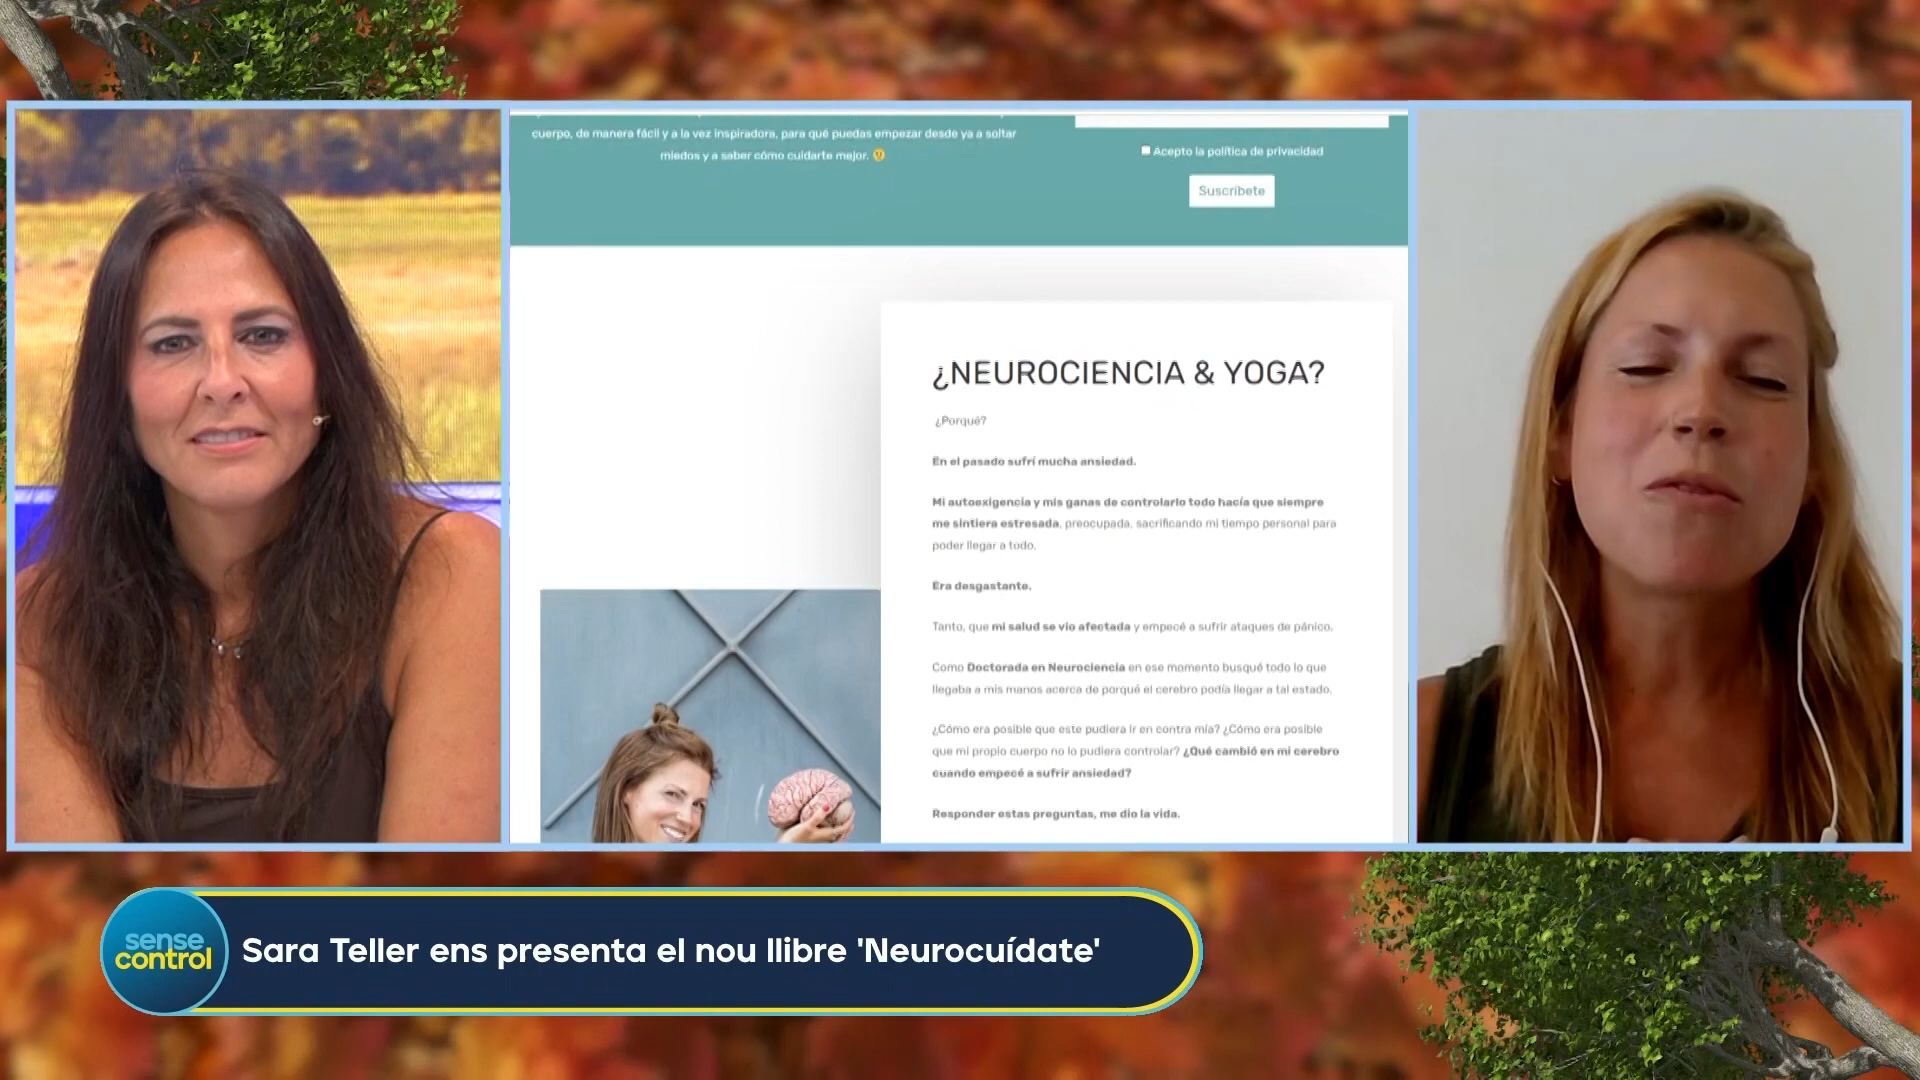 cuerpo, de manera fácil y a la vez inspiradora, para qué puedas empezar desde ya a soltar
miedos y a saber cómo cuidarte mejor.
Acepto la política de privacidad
Suscríbete
¿NEUROCIENCIA & YOGA?
¿Porqué?
En el pasado sufrí mucha ansiedad.
Mi autoexigencia y mis ganas de controlarlo todo hacía que siempre
me sintiera estresada, preocupada, sacrificando mi tiempo personal para
poder llegar a todo.
Era desgastante.
Tanto, que mi salud se vio afectada y empecé a sufrir ataques de pánico.
Como Doctorada en Neurociencia en ese momento busqué todo lo que
llegaba a mis manos acerca de porqué el cerebro podía llegar a tal estado.
¿Cómo era posible que este pudiera ir en contra mía? ¿Cómo era posible
que mi propio cuerpo no lo pudiera controlar? ¿Qué cambió en mi cerebro
cuando empecé a sufrir ansiedad?
Responder estas preguntas, me dio la vida.
sense
control
Sara Teller ens presenta el nou llibre 'Neurocuídate'